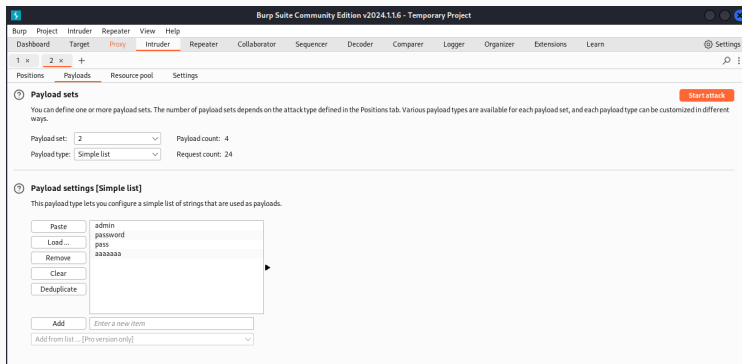 Burp Suite Community Edition v2024.1.1.6 - Temporary Project
Burp Project Intruder Repeater View Help
Dashboard Target Proxy Intruder Repeater Collaborator Sequencer Decoder Comparer Logger Organizer Extensions Learn Settings
1 × 2 × +
Positions Payloads Resource pool Settings
? Payload sets Start attack
You can define one or more payload sets. The number of payload sets depends on the attack type defined in the Positions tab. Various payload types are available for each payload set, and each payload type can be customized in different
ways.
Payload set: 2 Payload count: 4
Payload type: Simple list Request count: 24
? Payload settings [Simple list]
This payload type lets you configure a simple list of strings that are used as payloads.
Paste admin
password
Load ... pass
Remove aaaaaaa
Clear
Deduplicate
Add Enter a new item
Add from list ... [Pro version only]